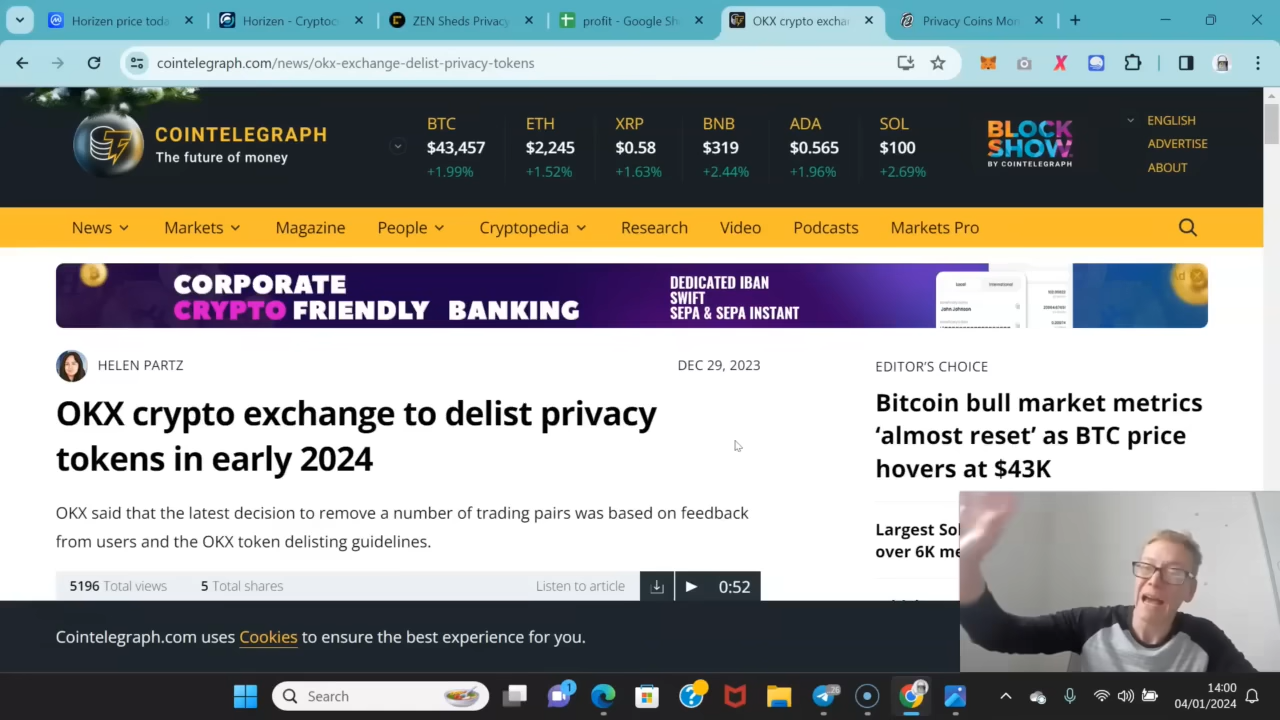 Horizen price toda
Horizen - Cryptoc
ZEN Sheds Privacy
profit - Google Sh
OKX crypto excha
Privacy Coins Mon
cointelegraph.com/news/okx-exchange-delist-privacy-tokens
COINTELEGRAPH
The future of money
BTC ETH XRP BNB ADA SOL
$43,457 $2,245 $0.58 $319 $0.565 $100
+1.99% +1.52% +1.63% +2.44% +1.96% +2.69%
BLOCK
SHOW
BY COINTELEGRAPH
ENGLISH
ADVERTISE
ABOUT
News Markets Magazine People Cryptopedia Research Video Podcasts Markets Pro
CORPORATE
CRYPTO FRIENDLY BANKING
DEDICATED IBAN
SWIFT
SEPA & SEPA INSTANT
HELEN PARTZ
DEC 29, 2023
OKX crypto exchange to delist privacy
tokens in early 2024
OKX said that the latest decision to remove a number of trading pairs was based on feedback
from users and the OKX token delisting guidelines.
5196 Total views 5 Total shares Listen to article 0:52
EDITOR'S CHOICE
Bitcoin bull market metrics
‘almost reset’ as BTC price
hovers at $43K
Largest Sol
over 6K me
Cointelegraph.com uses Cookies to ensure the best experience for you.
Search
14:00
04/01/2024